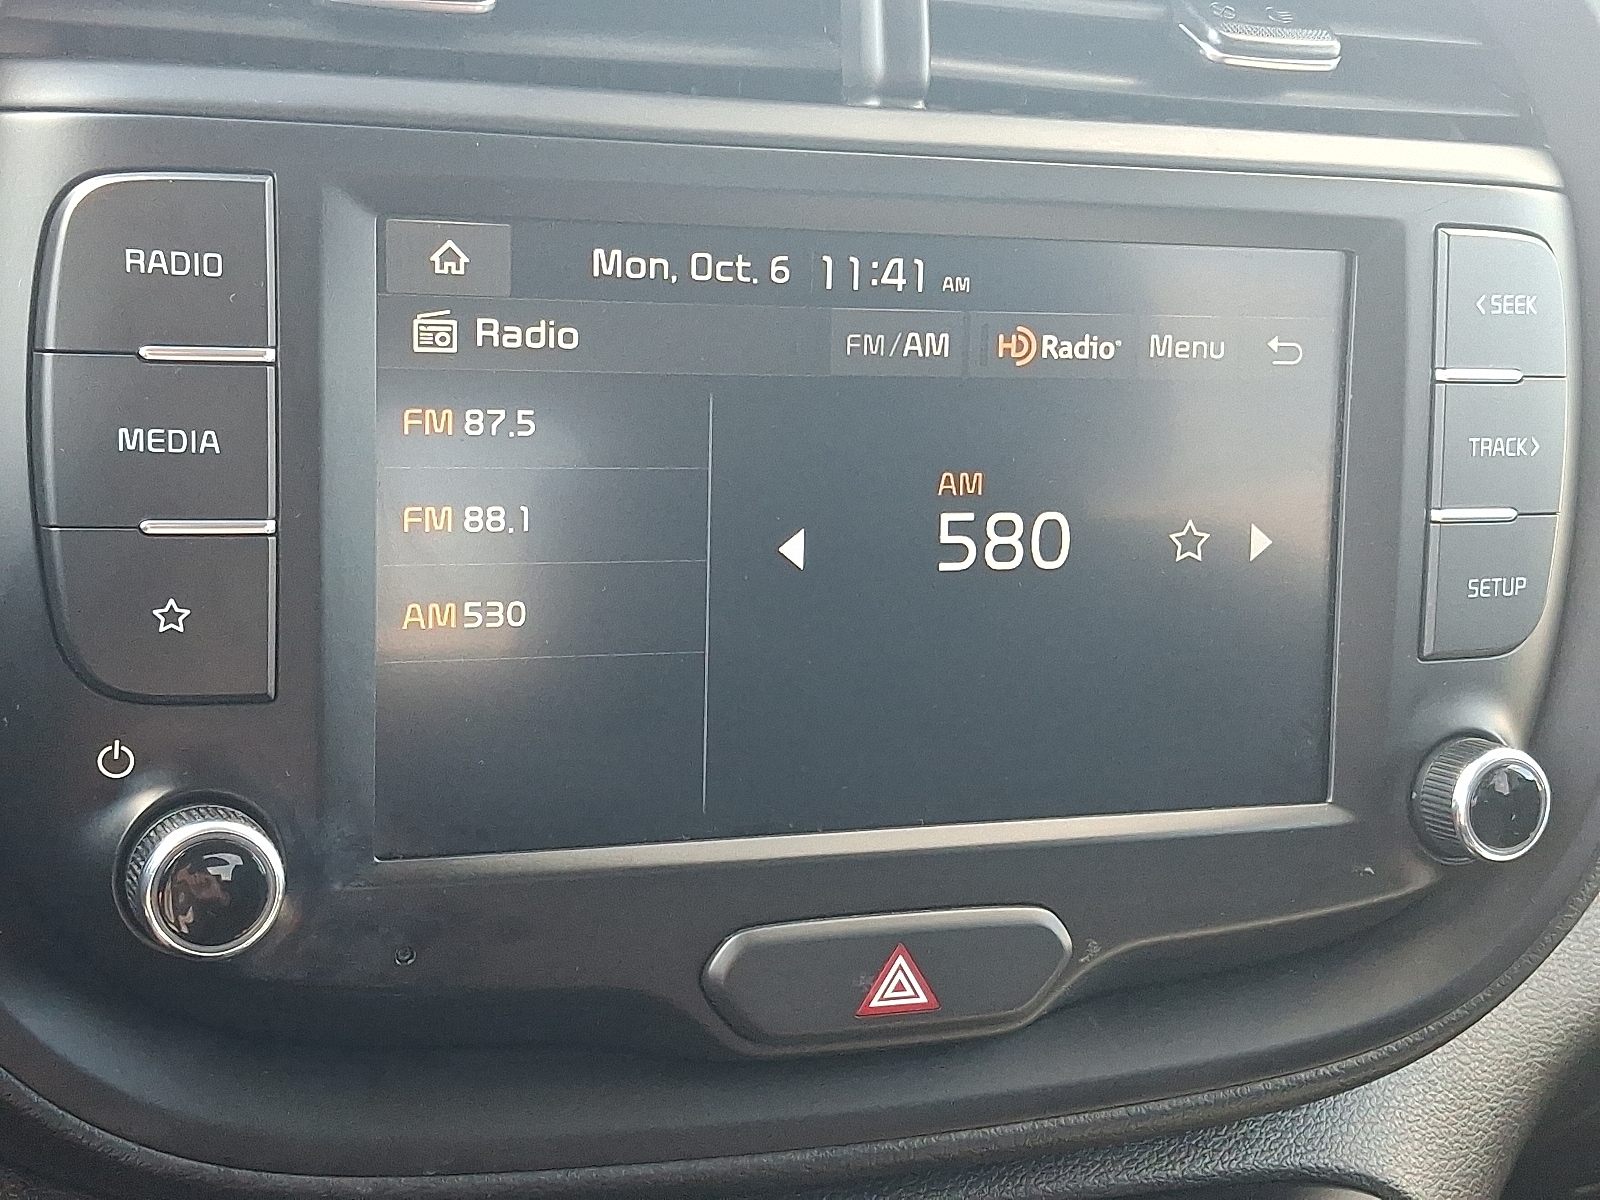 RADIO
MEDIA
Mon, Oct. 6 11:41 AM
Radio
FM/AM
HD Radio
Menu
FM 87.5
FM 88.1
AM 530
AM
580
< SEEK
TRACK >
SETUP